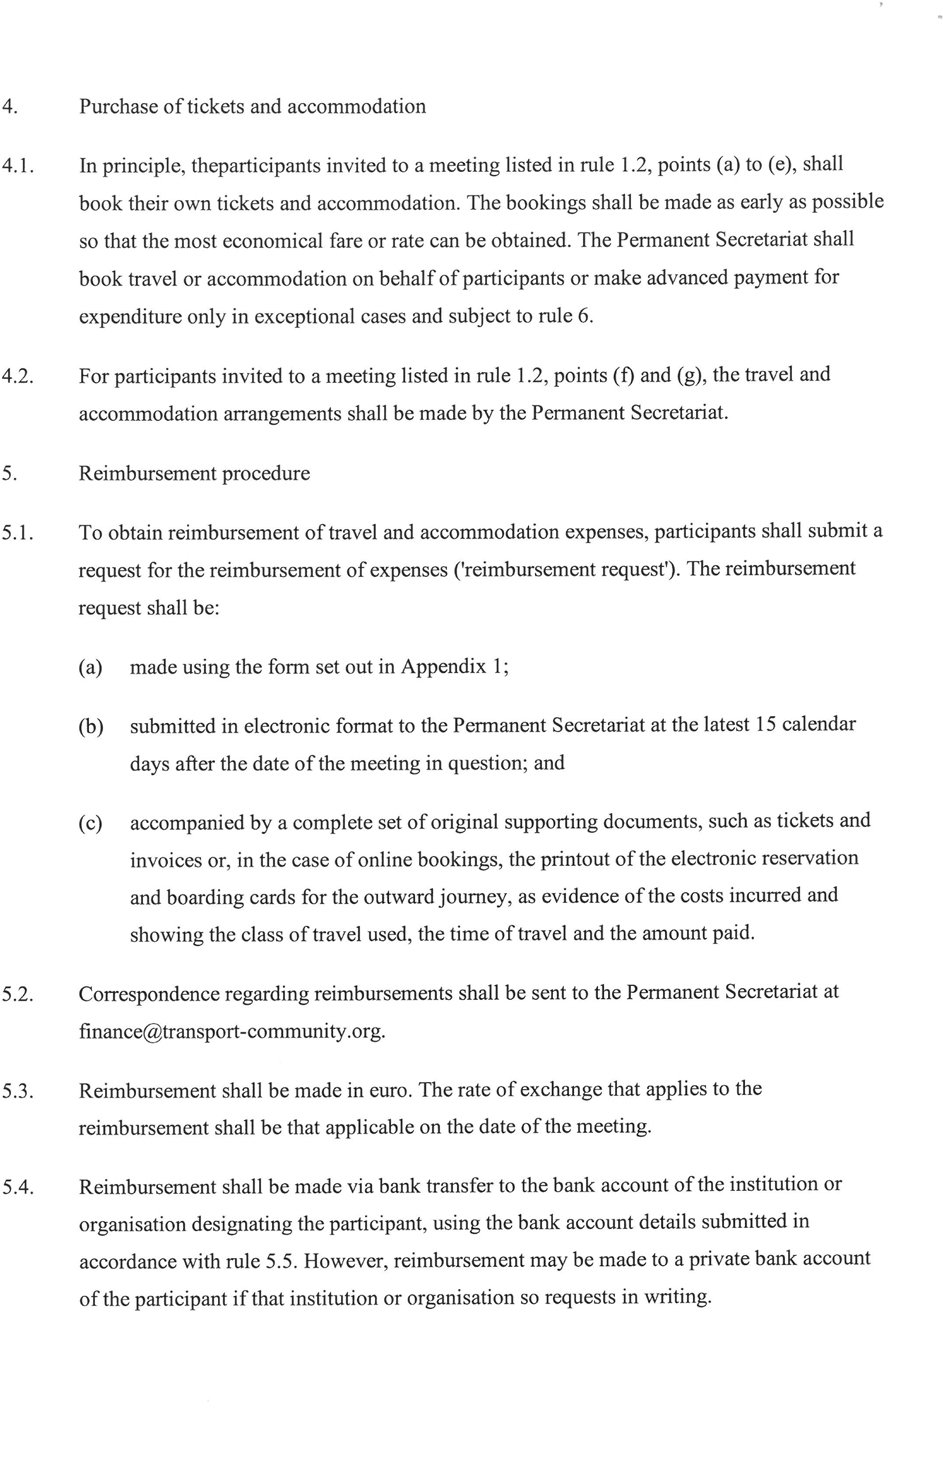 4. Purchase of tickets and accommodation
4.1. In principle, theparticipants invited to a meeting listed in rule 1.2, points (a) to (e), shall
book their own tickets and accommodation. The bookings shall be made as early as possible
so that the most economical fare or rate can be obtained. The Permanent Secretariat shall
book travel or accommodation on behalf of participants or make advanced payment for
expenditure only in exceptional cases and subject to rule 6.
4.2. For participants invited to a meeting listed in rule 1.2, points (f) and (g), the travel and
accommodation arrangements shall be made by the Permanent Secretariat.
5. Reimbursement procedure
5.1. To obtain reimbursement of travel and accommodation expenses, participants shall submit a
request for the reimbursement of expenses ('reimbursement request'). The reimbursement
request shall be:
(a) made using the form set out in Appendix 1;
(b) submitted in electronic format to the Permanent Secretariat at the latest 15 calendar
days after the date of the meeting in question; and
(c) accompanied by a complete set of original supporting documents, such as tickets and
invoices or, in the case of online bookings, the printout of the electronic reservation
and boarding cards for the outward journey, as evidence of the costs incurred and
showing the class of travel used, the time of travel and the amount paid.
5.2. Correspondence regarding reimbursements shall be sent to the Permanent Secretariat at
finance@transport-community.org.
5.3. Reimbursement shall be made in euro. The rate of exchange that applies to the
reimbursement shall be that applicable on the date of the meeting.
5.4. Reimbursement shall be made via bank transfer to the bank account of the institution or
organisation designating the participant, using the bank account details submitted in
accordance with rule 5.5. However, reimbursement may be made to a private bank account
of the participant if that institution or organisation so requests in writing.